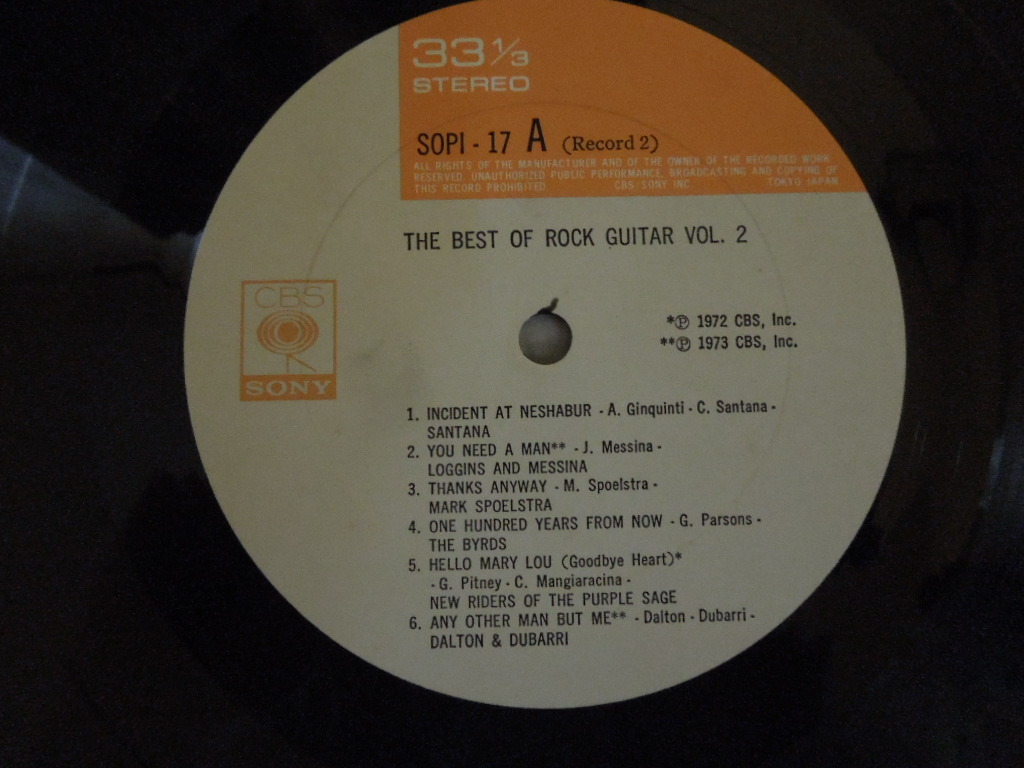 33 1/3
STEREO
SOPI - 17 A (Record 2)
ALL RIGHTS OF THE MANUFACTURER AND OF THE OWNER OF THE RECORDED WORK
RESERVED. UNAUTHORIZED PUBLIC PERFORMANCE, BROADCASTING AND COPYING OF
THIS RECORD PROHIBITED CBS/SONY INC. TOKYO JAPAN
THE BEST OF ROCK GUITAR VOL. 2
CBS
SONY
*℗ 1972 CBS, Inc.
**℗ 1973 CBS, Inc.
1. INCIDENT AT NESHABUR - A. Ginquinti - C. Santana -
SANTANA
2. YOU NEED A MAN** - J. Messina -
LOGGINS AND MESSINA
3. THANKS ANYWAY - M. Spoelstra -
MARK SPOELSTRA
4. ONE HUNDRED YEARS FROM NOW - G. Parsons -
THE BYRDS
5. HELLO MARY LOU (Goodbye Heart)*
- G. Pitney - C. Mangiaracina -
NEW RIDERS OF THE PURPLE SAGE
6. ANY OTHER MAN BUT ME** - Dalton - Dubarri -
DALTON & DUBARRI